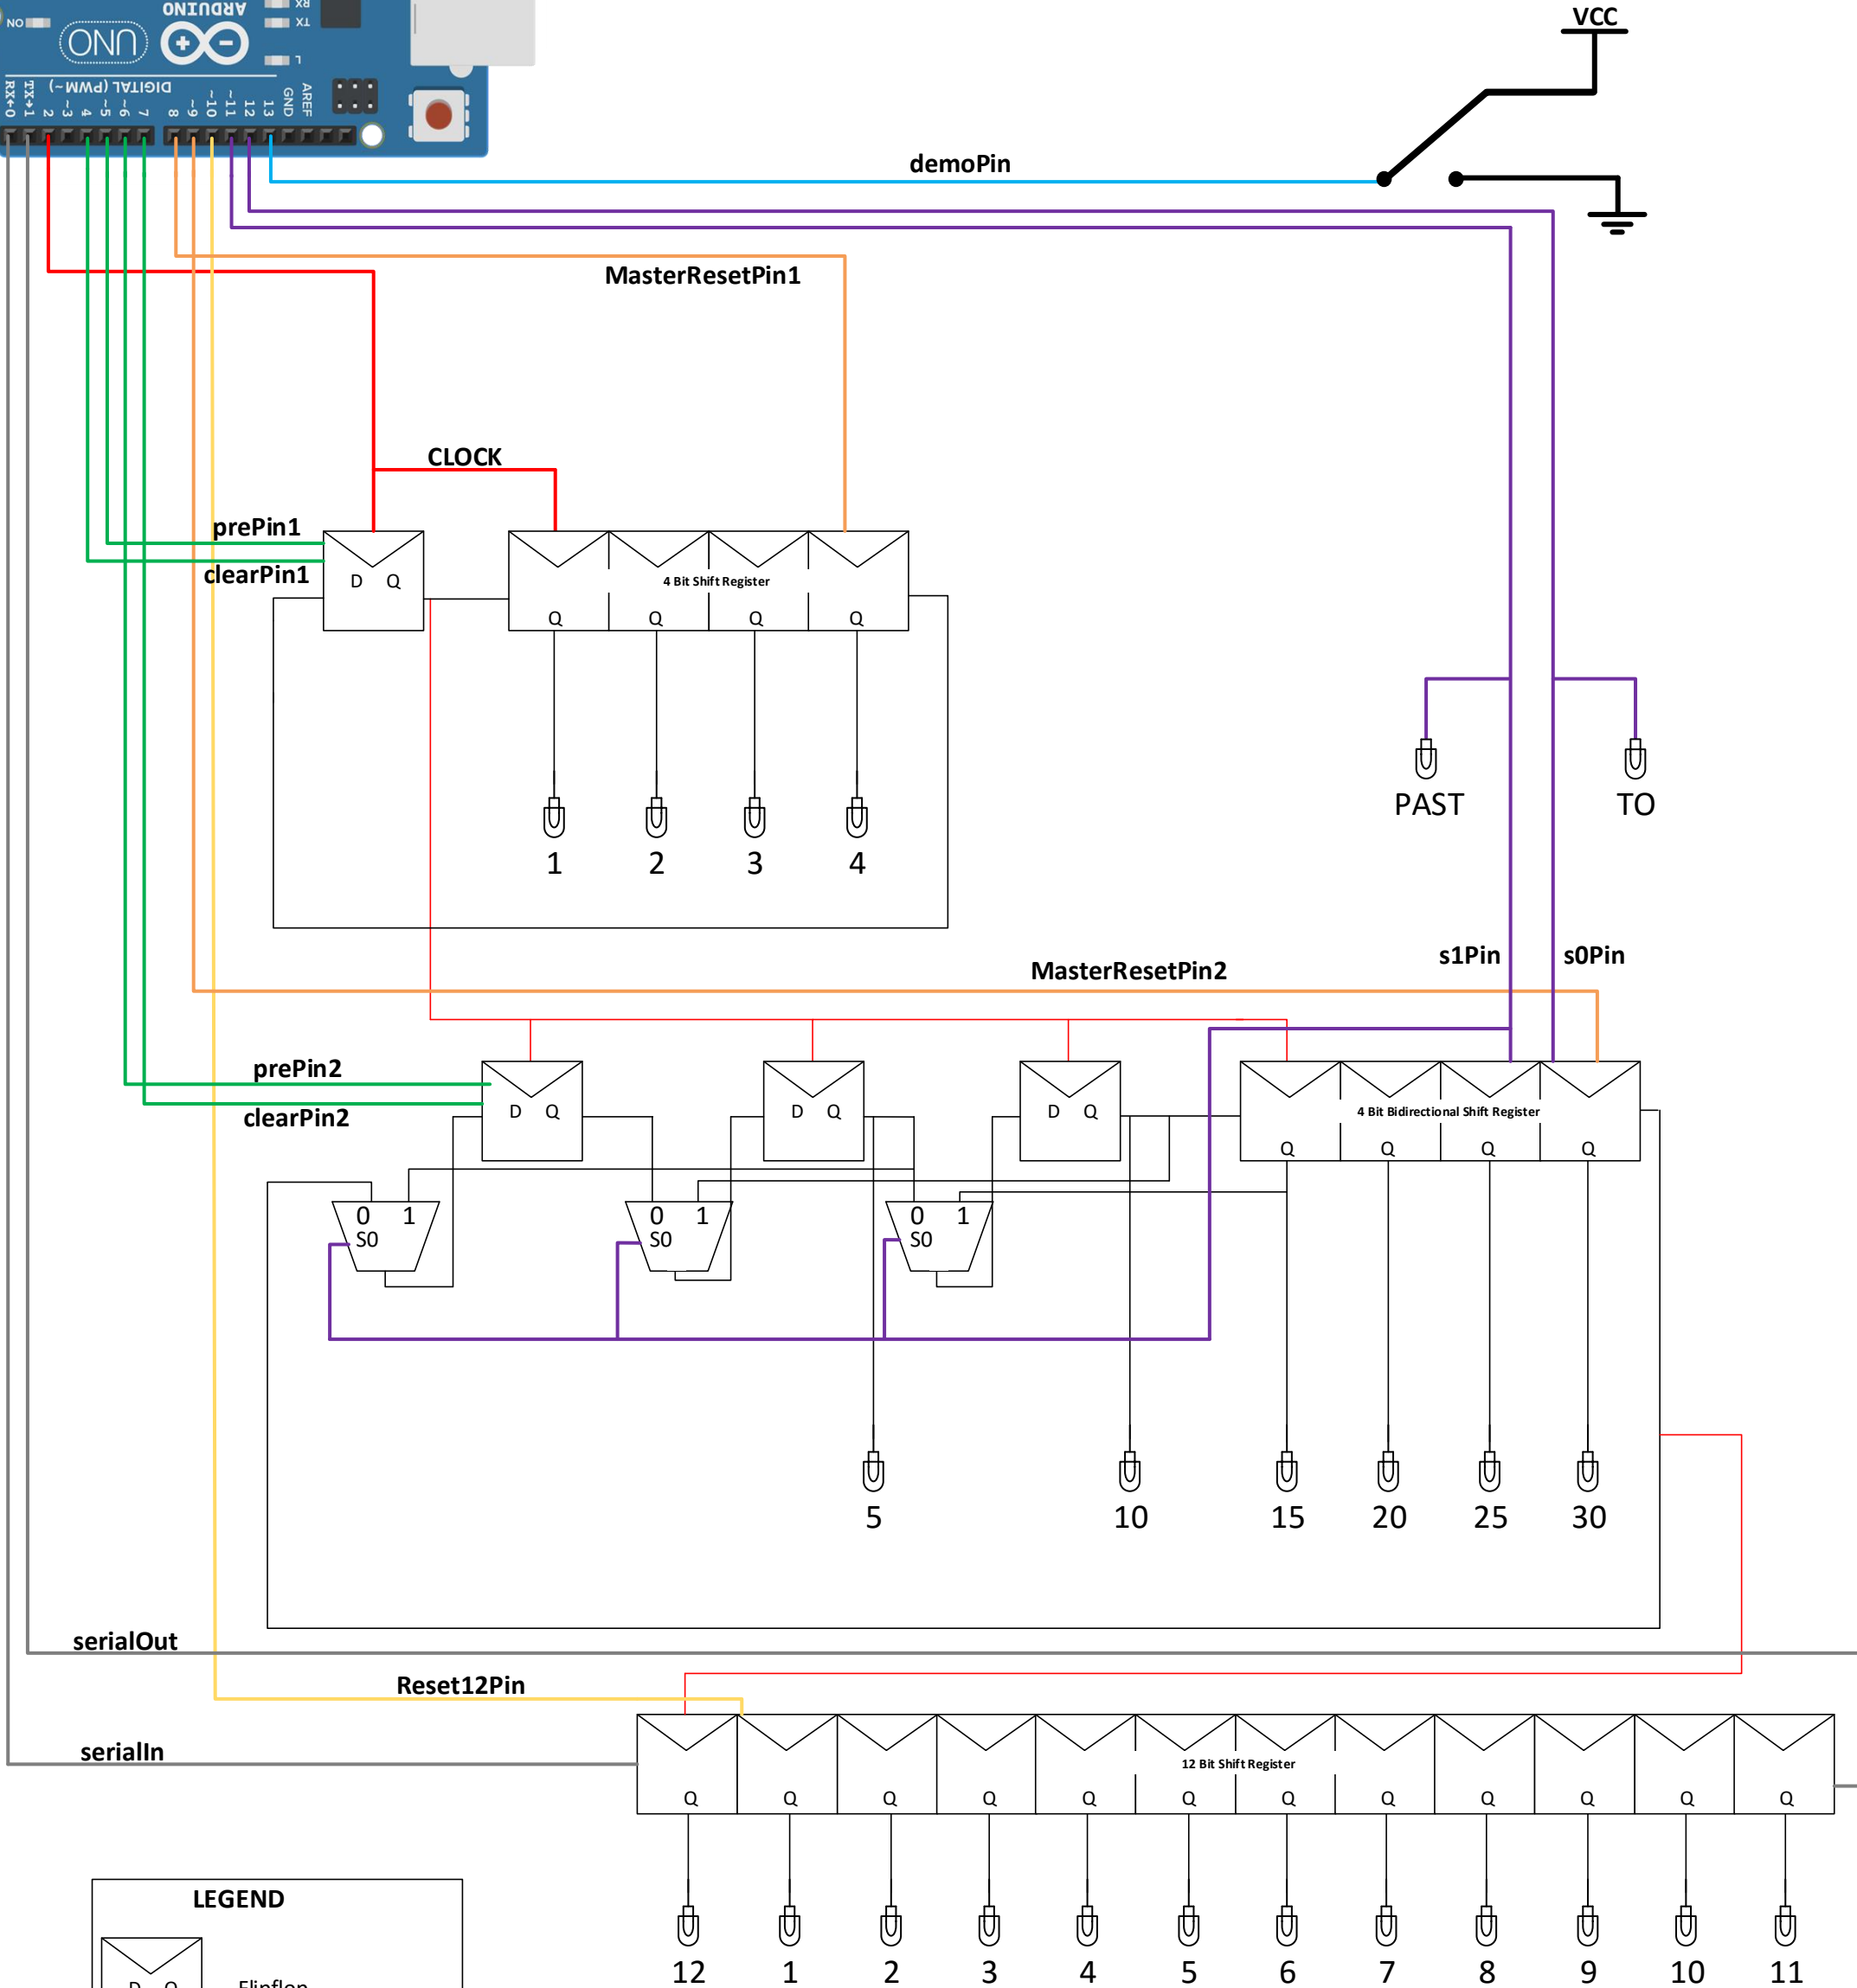 VCC
ON
ARDUINO
RX
TX
UNO
L
DIGITAL (PWM~)
RX←0
TX→1
2
~3
4
~5
~6
7
8
~9
~10
~11
12
13
GND
AREF
demoPin
MasterResetPin1
CLOCK
prePin1
clearPin1
D Q
4 Bit Shift Register
Q Q Q Q
1 2 3 4
PAST TO
s1Pin s0Pin
MasterResetPin2
prePin2
clearPin2
D Q D Q D Q
4 Bit Bidirectional Shift Register
Q Q Q Q
0 1 0 1 0 1
S0 S0 S0
5 10 15 20 25 30
serialOut
Reset12Pin
serialIn
12 Bit Shift Register
Q Q Q Q Q Q Q Q Q Q Q Q
LEGEND
12 1 2 3 4 5 6 7 8 9 10 11
D Q Flipflop